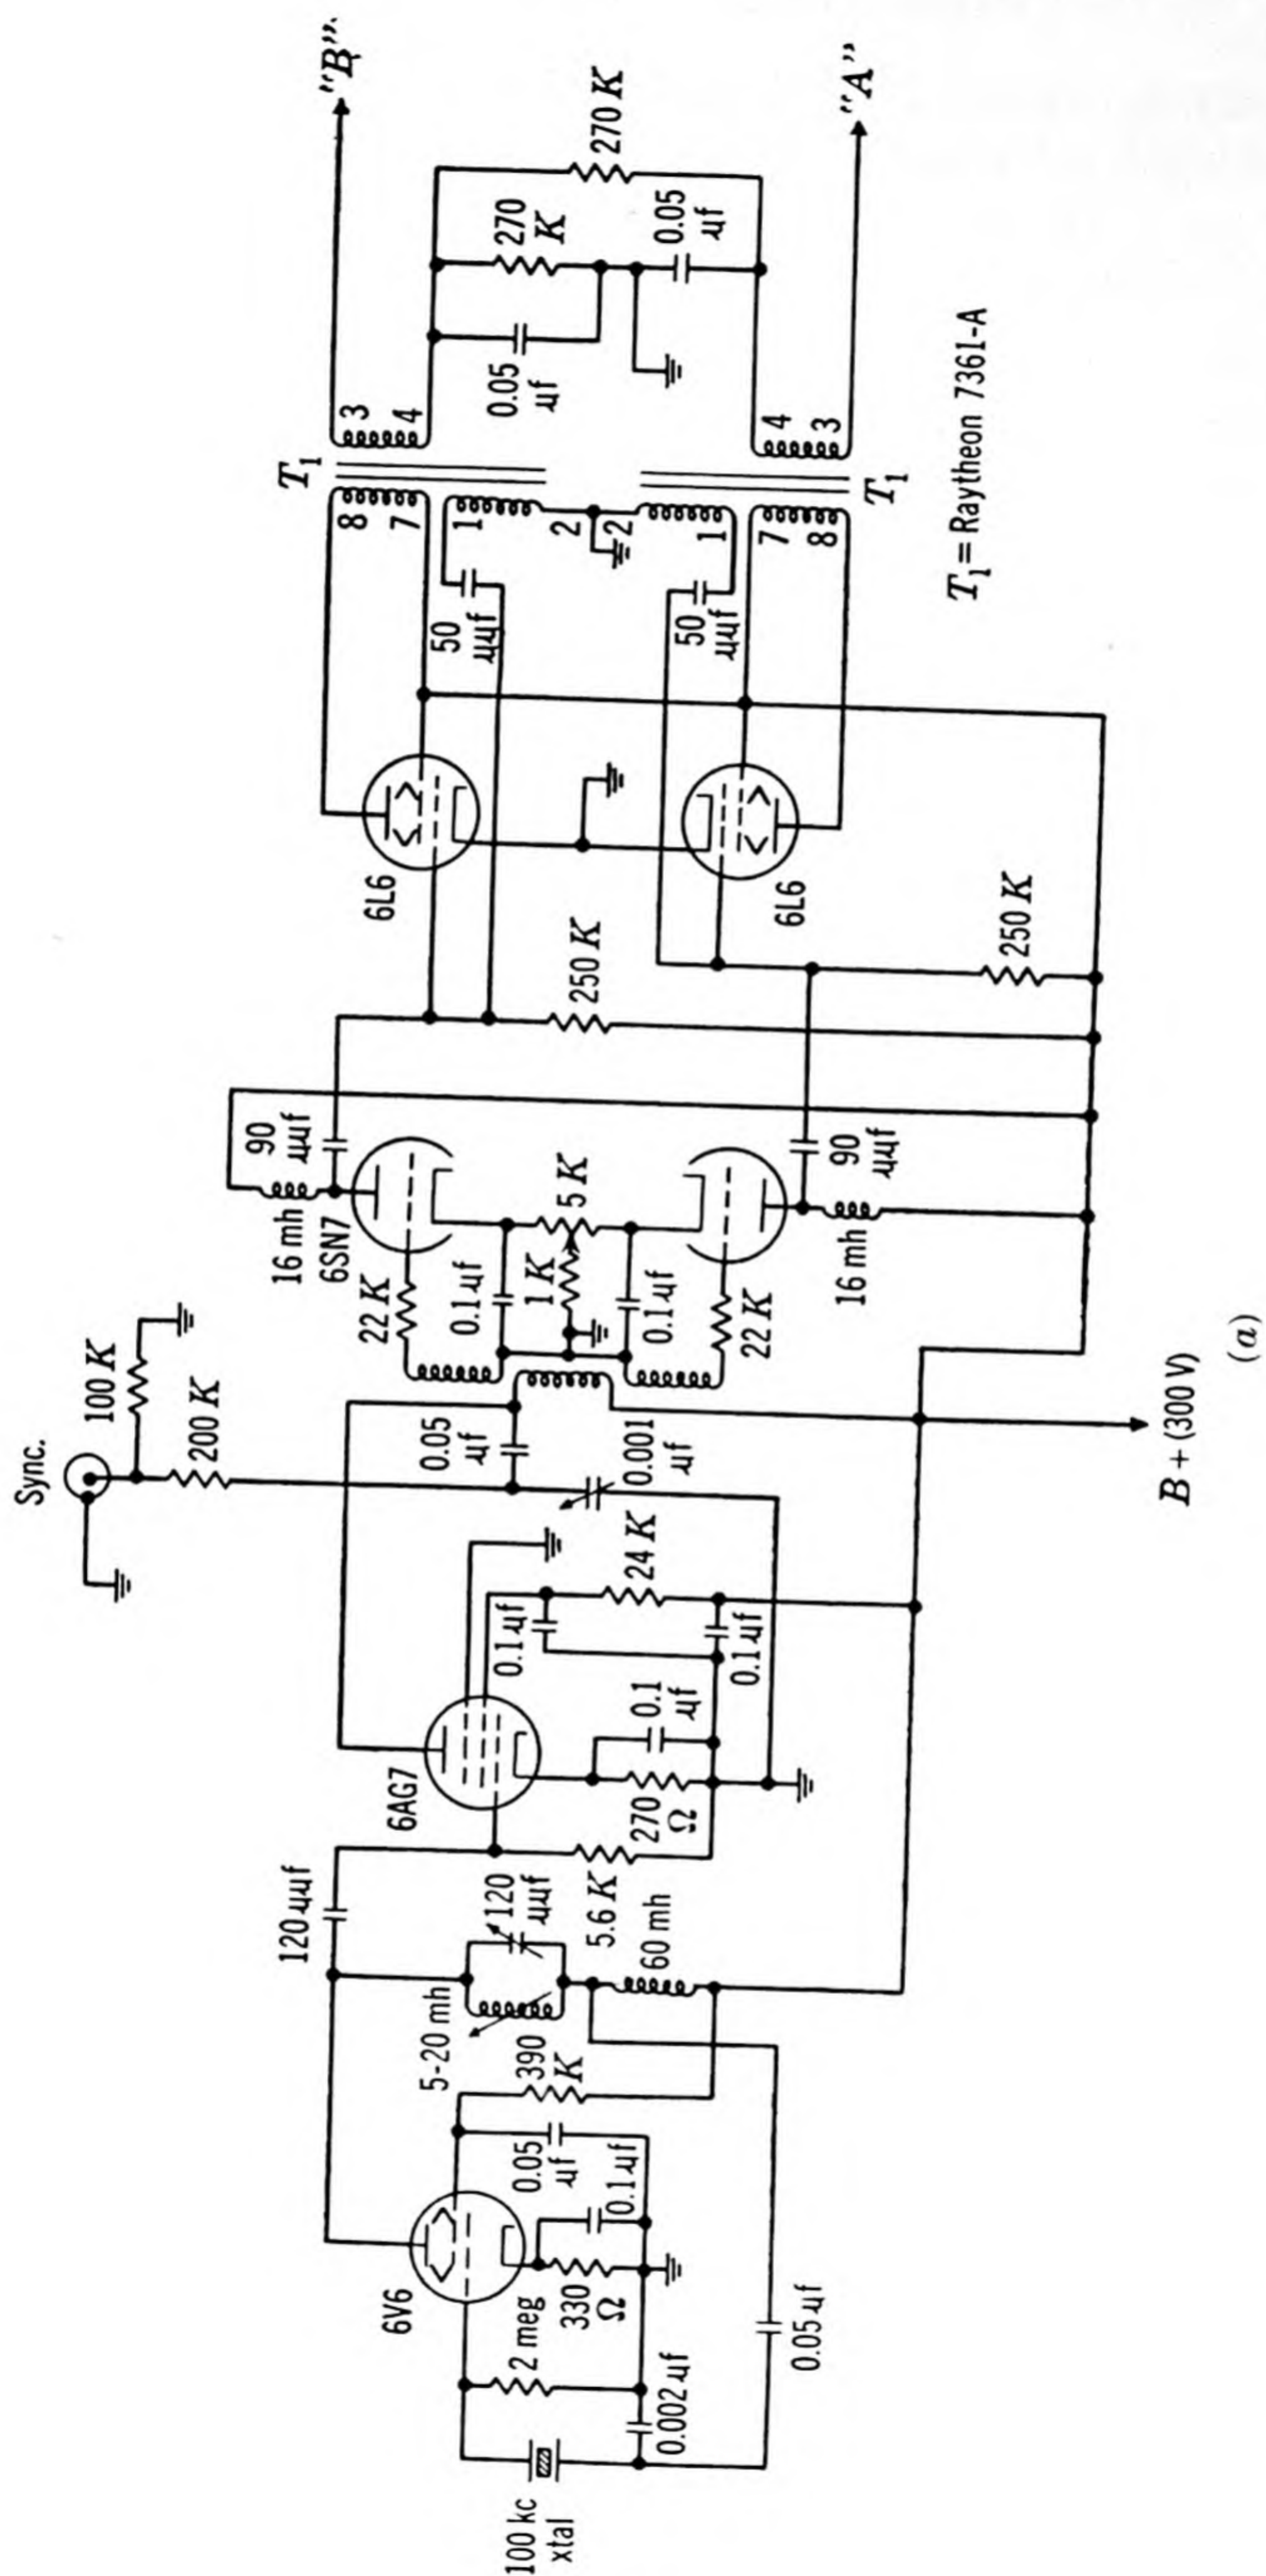 100 kc
xtal
2 meg
0.002 µf
0.05 µf
6V6
330
Ω
0.1 µf
0.05
µf
390
K
5-20 mh
120
µµf
60 mh
120 µµf
5.6 K
6AG7
270
Ω
0.1
µf
0.1 µf
0.1 µf
24 K
Sync.
100 K
200 K
0.05
µf
0.001
µf
B + (300 V)
22 K
0.1 µf
1 K
5 K
0.1 µf
22 K
16 mh
6SN7
90
µµf
16 mh
90
µµf
250 K
250 K
6L6
6L6
50
µµf
50
µµf
T1
8
7
1
2
2
1
7
8
T1
3
4
4
3
T1 = Raytheon 7361-A
0.05
µf
270
K
0.05
µf
270 K
"B"
"A"
(a)